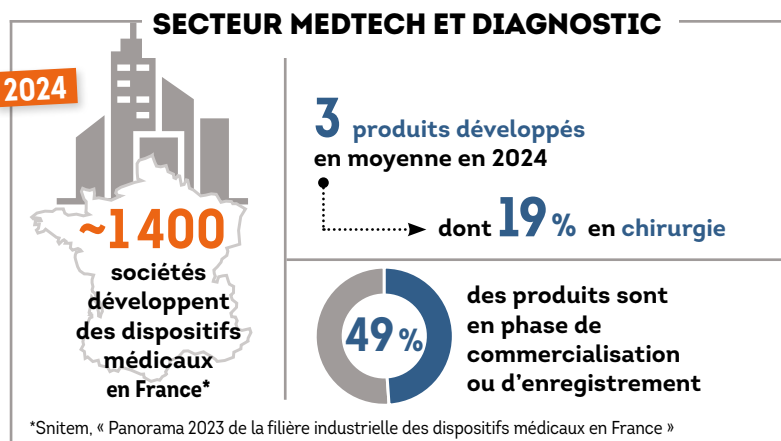 SECTEUR MEDTECH ET DIAGNOSTIC
2024
~1 400
sociétés
développent
des dispositifs
médicaux
en France*
3 produits développés
en moyenne en 2024
dont 19 % en chirurgie
49 %
des produits sont
en phase de
commercialisation
ou d'enregistrement
*Snitem, « Panorama 2023 de la filière industrielle des dispositifs médicaux en France »